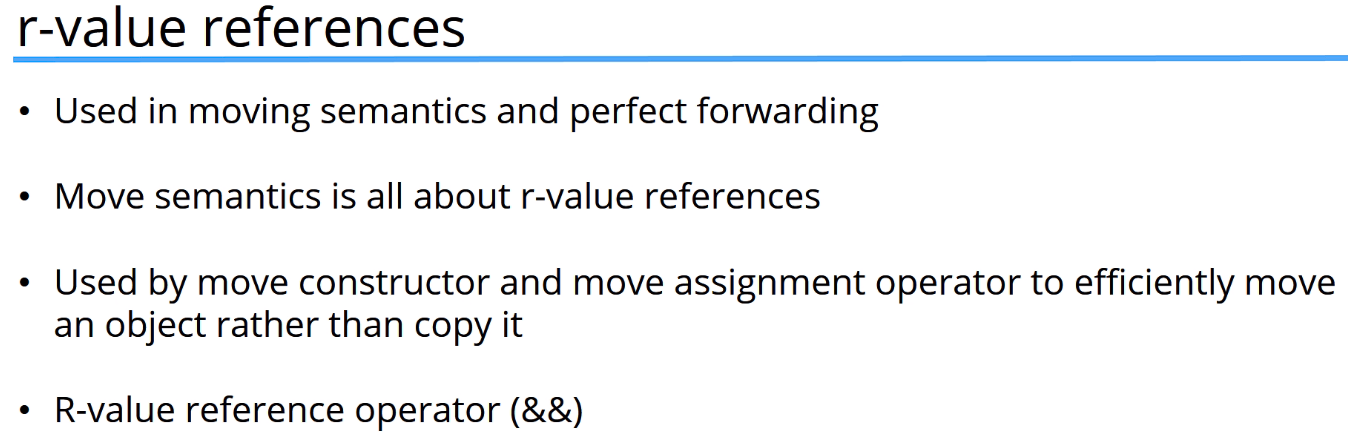 r-value references
• Used in moving semantics and perfect forwarding
• Move semantics is all about r-value references
• Used by move constructor and move assignment operator to efficiently move
an object rather than copy it
• R-value reference operator (&&)